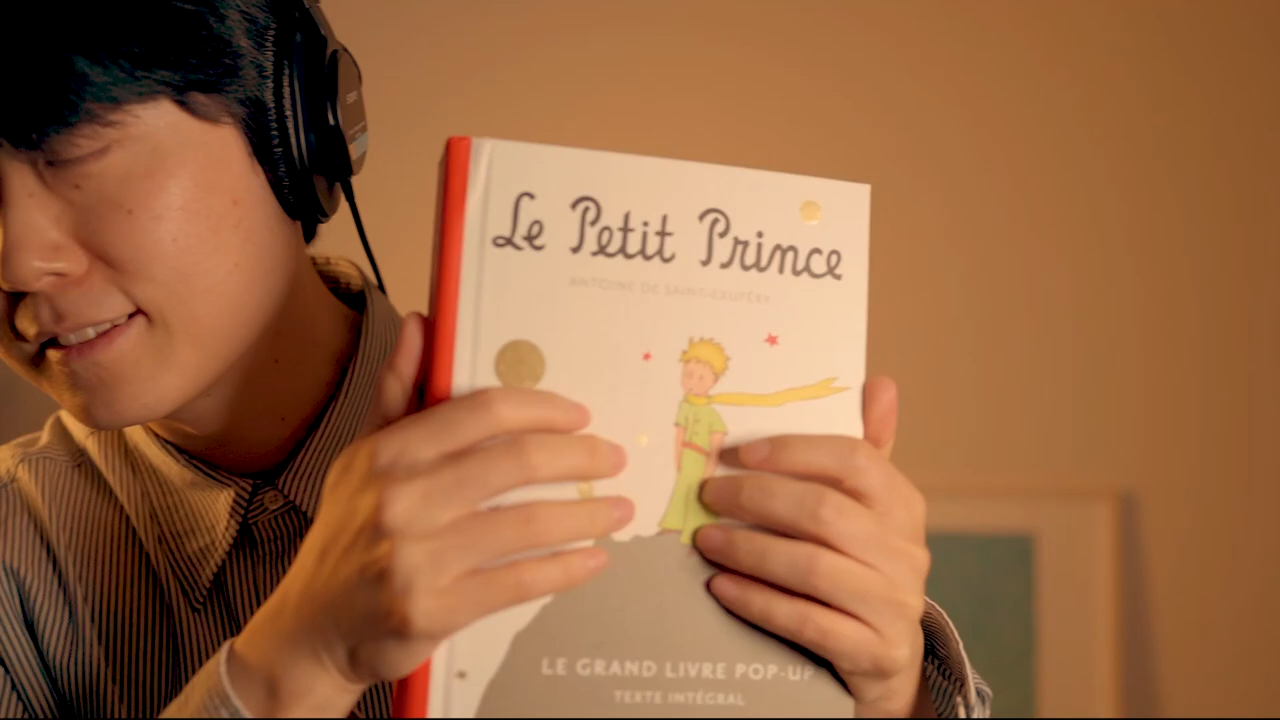 Le Petit Prince
ANTOINE DE SAINT-EXUPÉRY
LE GRAND LIVRE POP-UP
TEXTE INTÉGRAL